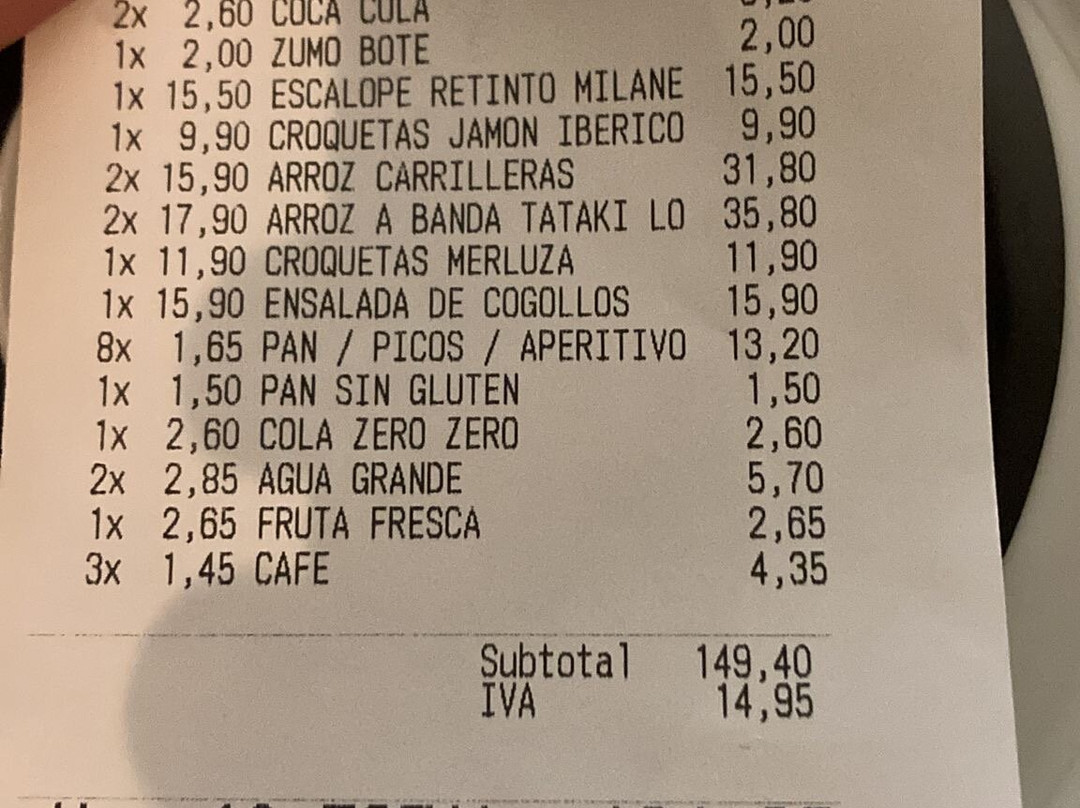 2x 2,60 COCA COLA
1x 2,00 ZUMO BOTE 2,00
1x 15,50 ESCALOPE RETINTO MILANE 15,50
1x 9,90 CROQUETAS JAMON IBERICO 9,90
2x 15,90 ARROZ CARRILLERAS 31,80
2x 17,90 ARROZ A BANDA TATAKI LO 35,80
1x 11,90 CROQUETAS MERLUZA 11,90
1x 15,90 ENSALADA DE COGOLLOS 15,90
8x 1,65 PAN / PICOS / APERITIVO 13,20
1x 1,50 PAN SIN GLUTEN 1,50
1x 2,60 COLA ZERO ZERO 2,60
2x 2,85 AGUA GRANDE 5,70
1x 2,65 FRUTA FRESCA 2,65
3x 1,45 CAFE 4,35
Subtotal 149,40
IVA 14,95